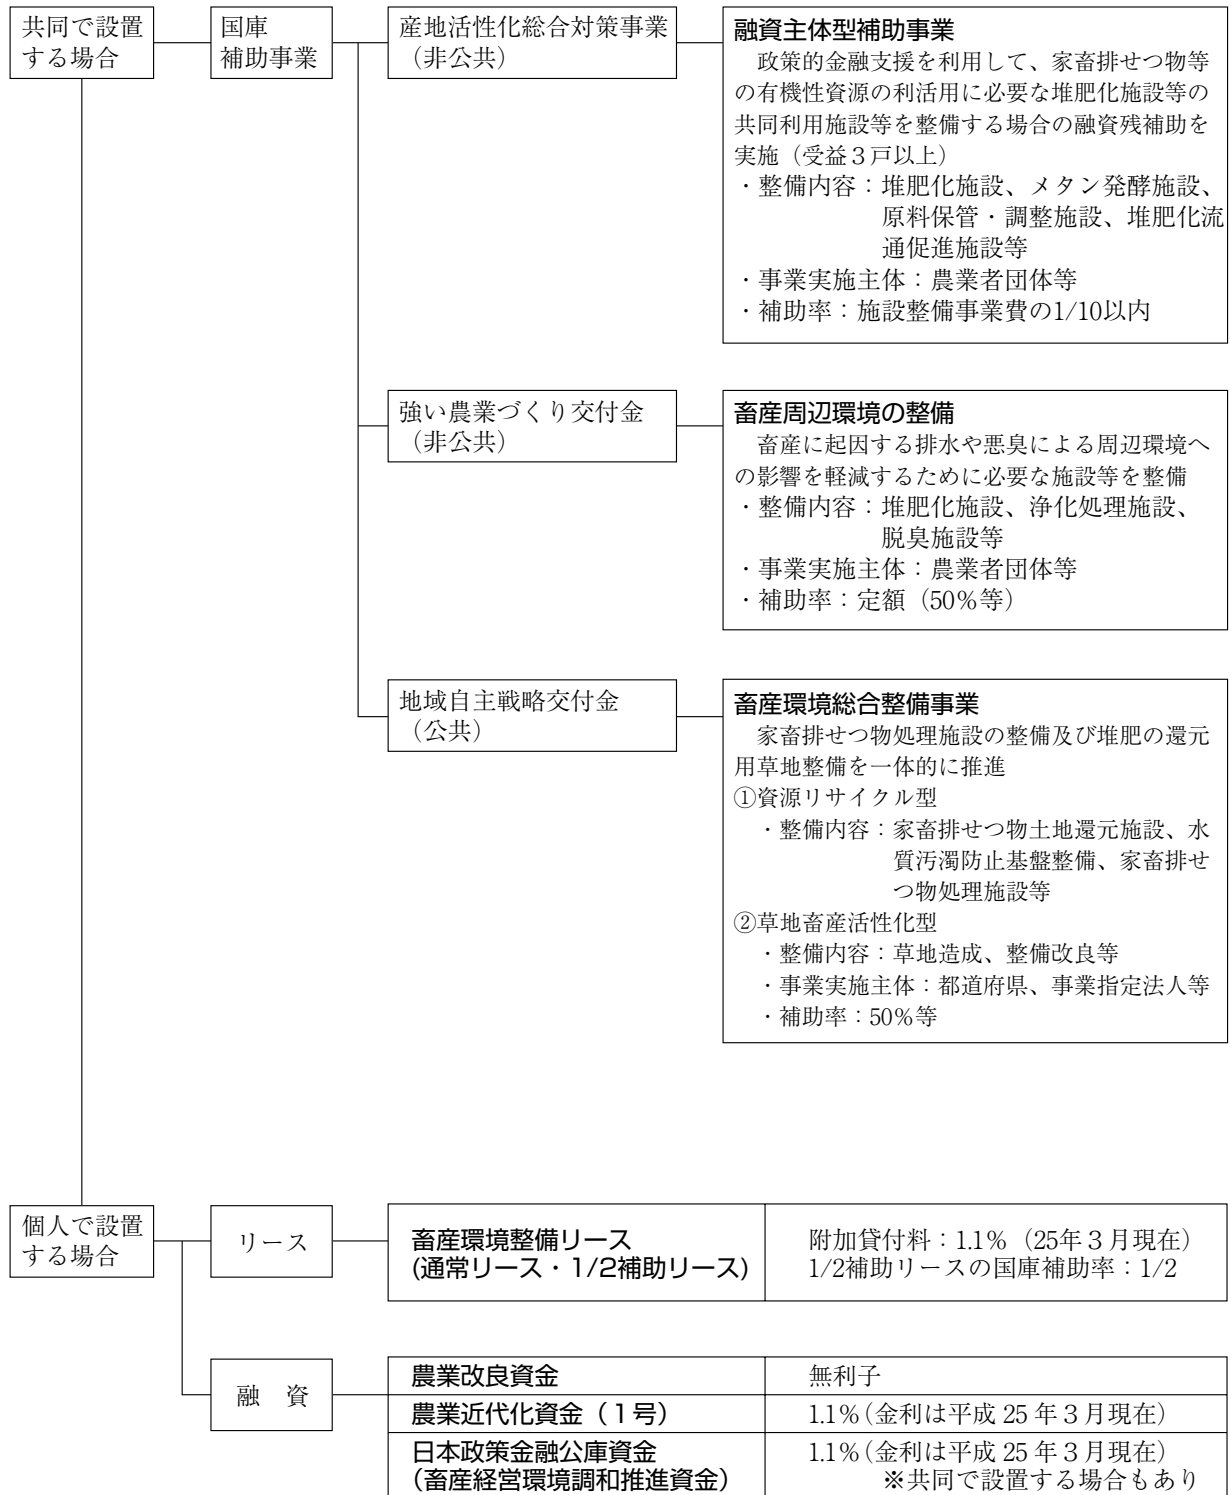 共同で設置
する場合
国庫
補助事業
産地活性化総合対策事業
（非公共）
融資主体型補助事業
政策的金融支援を利用して、家畜排せつ物等
の有機性資源の利活用に必要な堆肥化施設等の
共同利用施設等を整備する場合の融資残補助を
実施（受益３戸以上）
・整備内容：堆肥化施設、メタン発酵施設、
原料保管・調整施設、堆肥化流
通促進施設等
・事業実施主体：農業者団体等
・補助率：施設整備事業費の1/10以内
強い農業づくり交付金
（非公共）
畜産周辺環境の整備
畜産に起因する排水や悪臭による周辺環境へ
の影響を軽減するために必要な施設等を整備
・整備内容：堆肥化施設、浄化処理施設、
脱臭施設等
・事業実施主体：農業者団体等
・補助率：定額（50％等）
地域自主戦略交付金
（公共）
畜産環境総合整備事業
家畜排せつ物処理施設の整備及び堆肥の還元
用草地整備を一体的に推進
①資源リサイクル型
・整備内容：家畜排せつ物土地還元施設、水
質汚濁防止基盤整備、家畜排せ
つ物処理施設等
②草地畜産活性化型
・整備内容：草地造成、整備改良等
・事業実施主体：都道府県、事業指定法人等
・補助率：50％等
個人で設置
する場合
リース
畜産環境整備リース
(通常リース・1/2補助リース)
附加貸付料：1.1％（25年３月現在）
1/2補助リースの国庫補助率：1/2
融　資
農業改良資金
無利子
農業近代化資金（１号）
1.1％（金利は平成 25 年３月現在）
日本政策金融公庫資金
（畜産経営環境調和推進資金）
1.1％（金利は平成 25 年３月現在）
※共同で設置する場合もあり